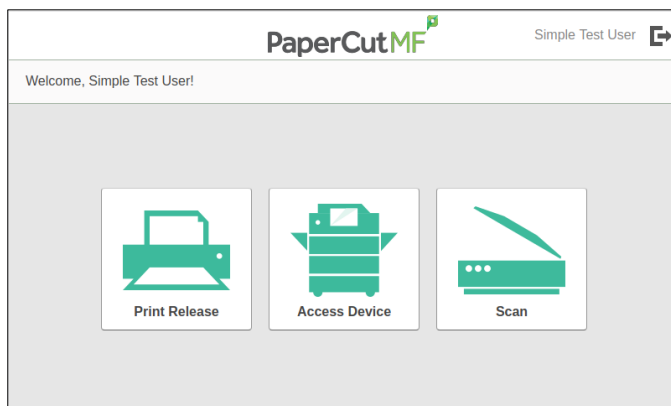 PaperCutMF
Simple Test User
Welcome, Simple Test User!
Print Release
Access Device
Scan